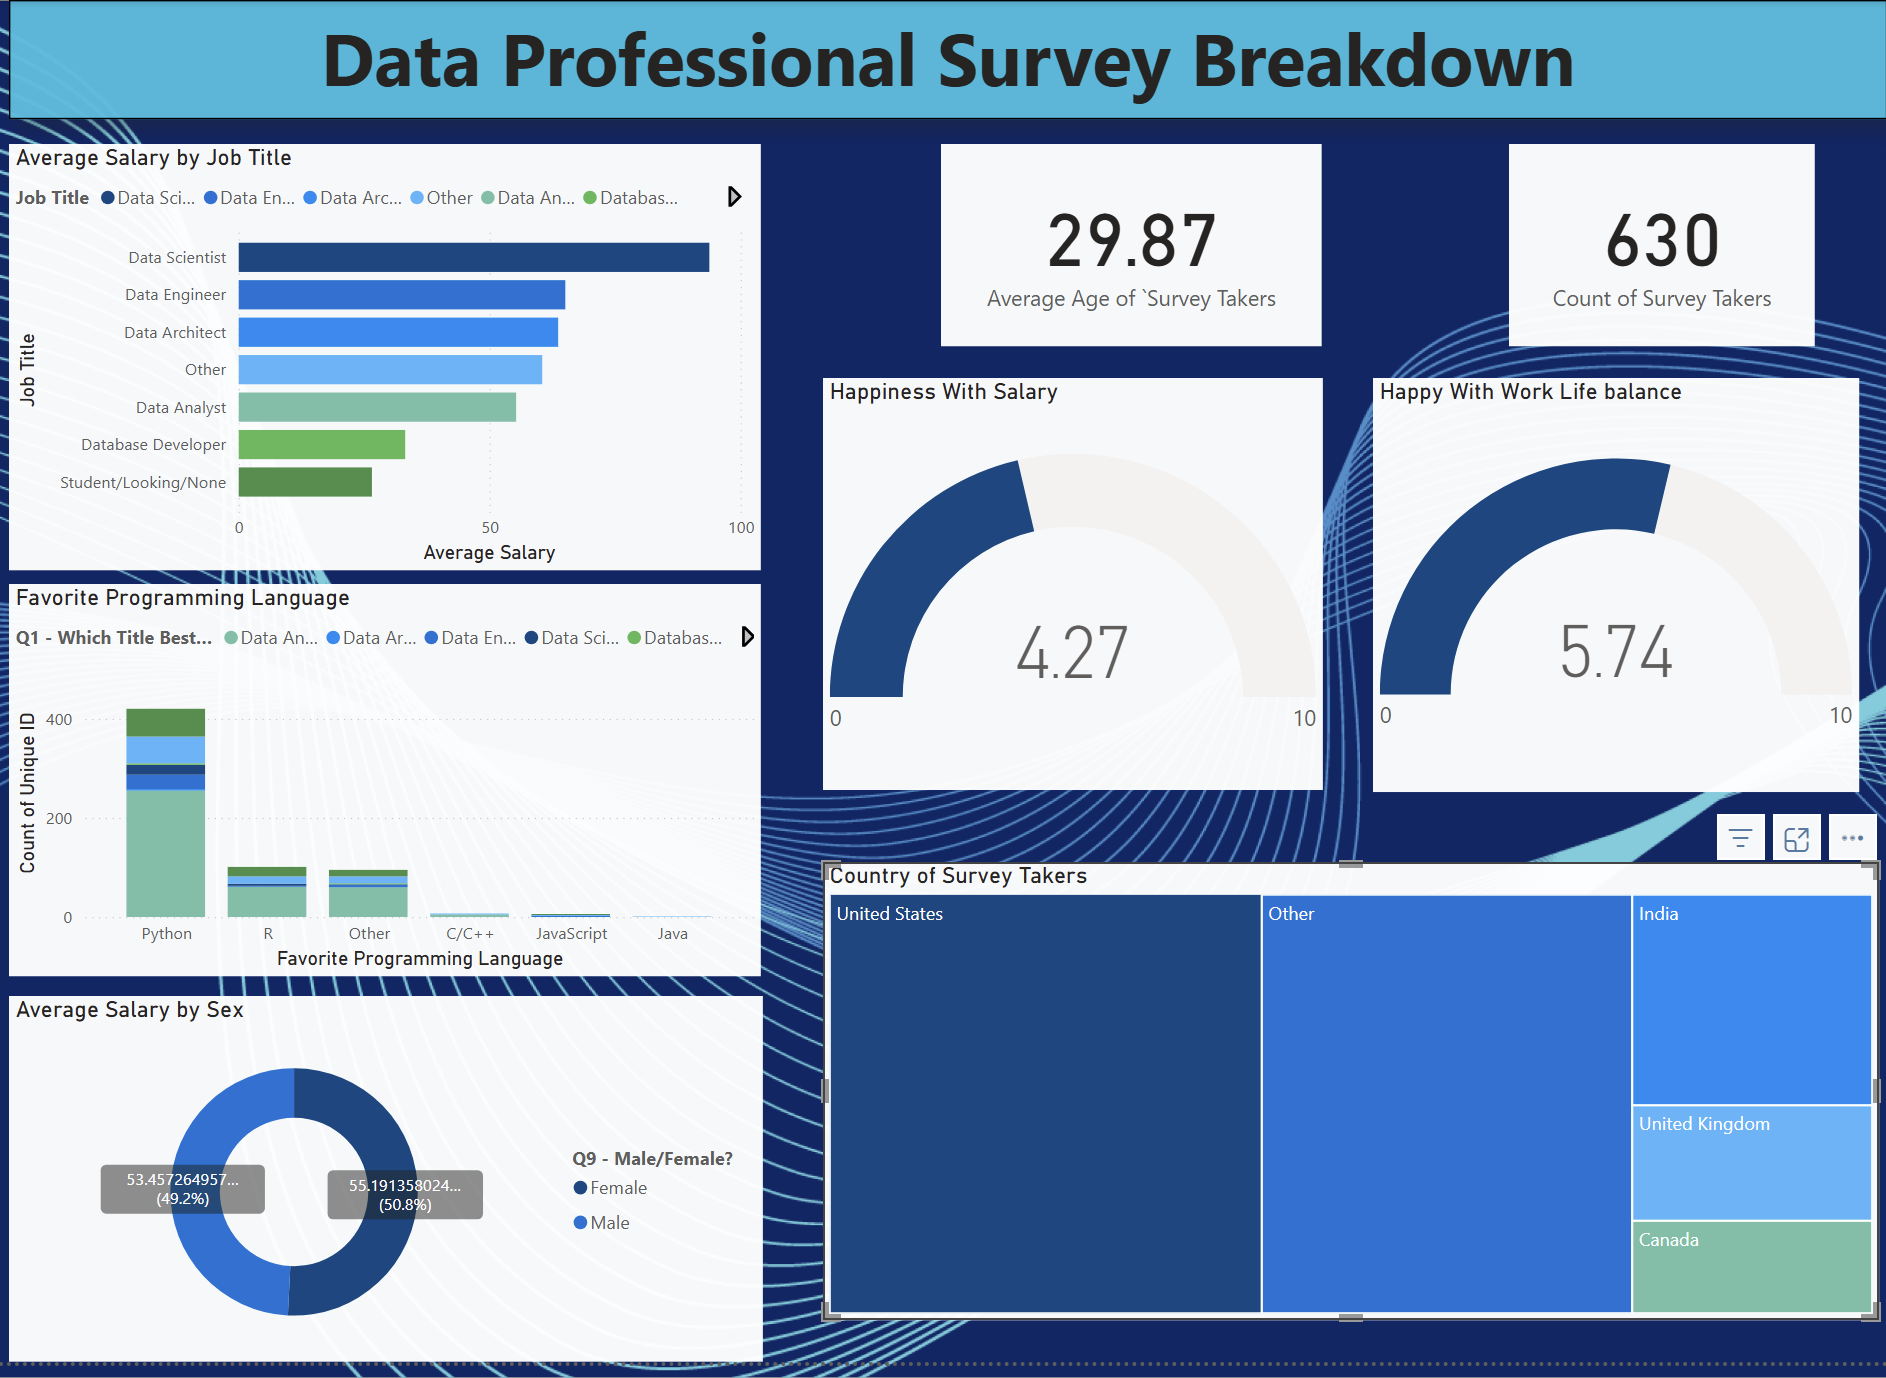 Data Professional Survey Breakdown
Average Salary by Job Title
Job Title Data Sci... Data En... Data Arc... Other Data An... Databas...
Job Title
Data Scientist
Data Engineer
Data Architect
Other
Data Analyst
Database Developer
Student/Looking/None
0 50 100
Average Salary
29.87
Average Age of `Survey Takers
630
Count of Survey Takers
Happiness With Salary
4.27
0 10
Happy With Work Life balance
5.74
0 10
Favorite Programming Language
Q1 - Which Title Best... Data An... Data Ar... Data En... Data Sci... Databas...
Count of Unique ID
400
200
0
Python R Other C/C++ JavaScript Java
Favorite Programming Language
Country of Survey Takers
United States
Other
India
United Kingdom
Canada
Average Salary by Sex
53.457264957...
(49.2%)
55.191358024...
(50.8%)
Q9 - Male/Female?
Female
Male